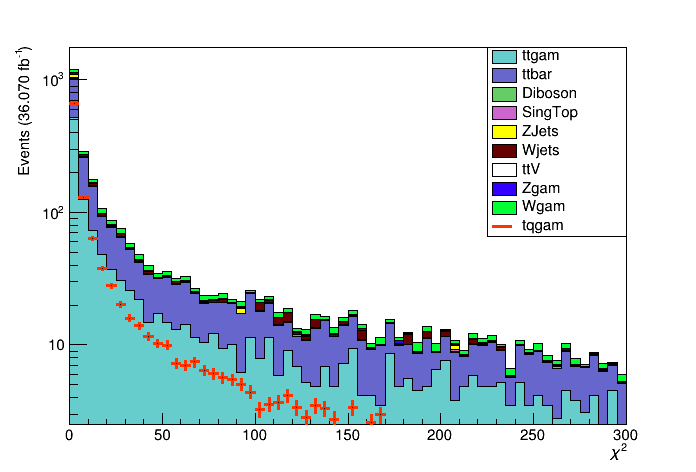 Events (36.070 fb⁻¹)
10³
10²
10
0 50 100 150 200 250 300
χ²
ttgam
ttbar
Diboson
SingTop
ZJets
Wjets
ttV
Zgam
Wgam
tqgam